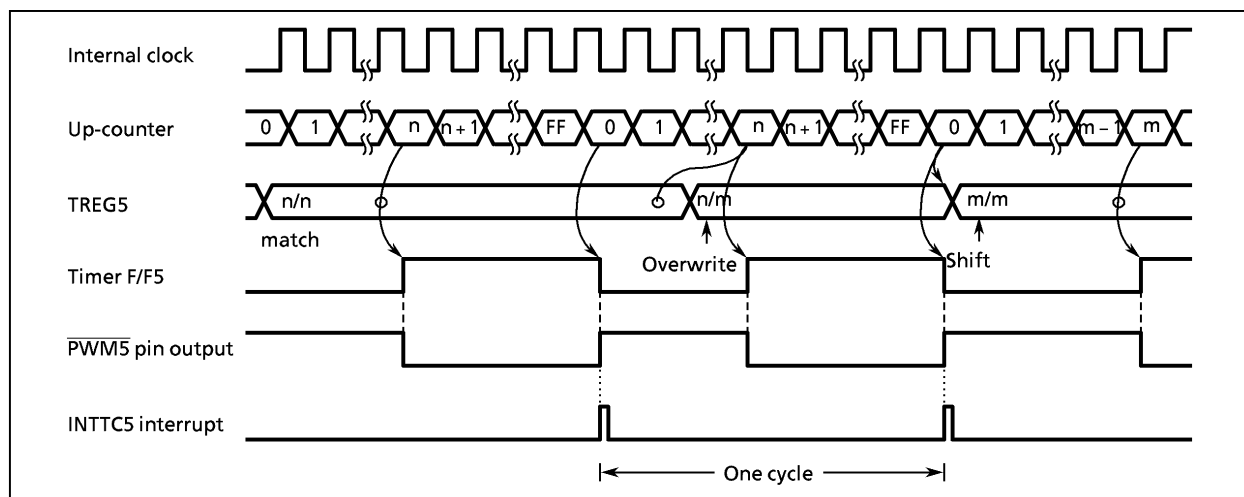 Internal clock
Up-counter
0 1 n n + 1 FF 0 1 n n + 1 FF 0 1 m − 1 m
TREG5
n/n n/m m/m
match
Overwrite
Shift
Timer F/F5
PWM5 pin output
INTTC5 interrupt
One cycle